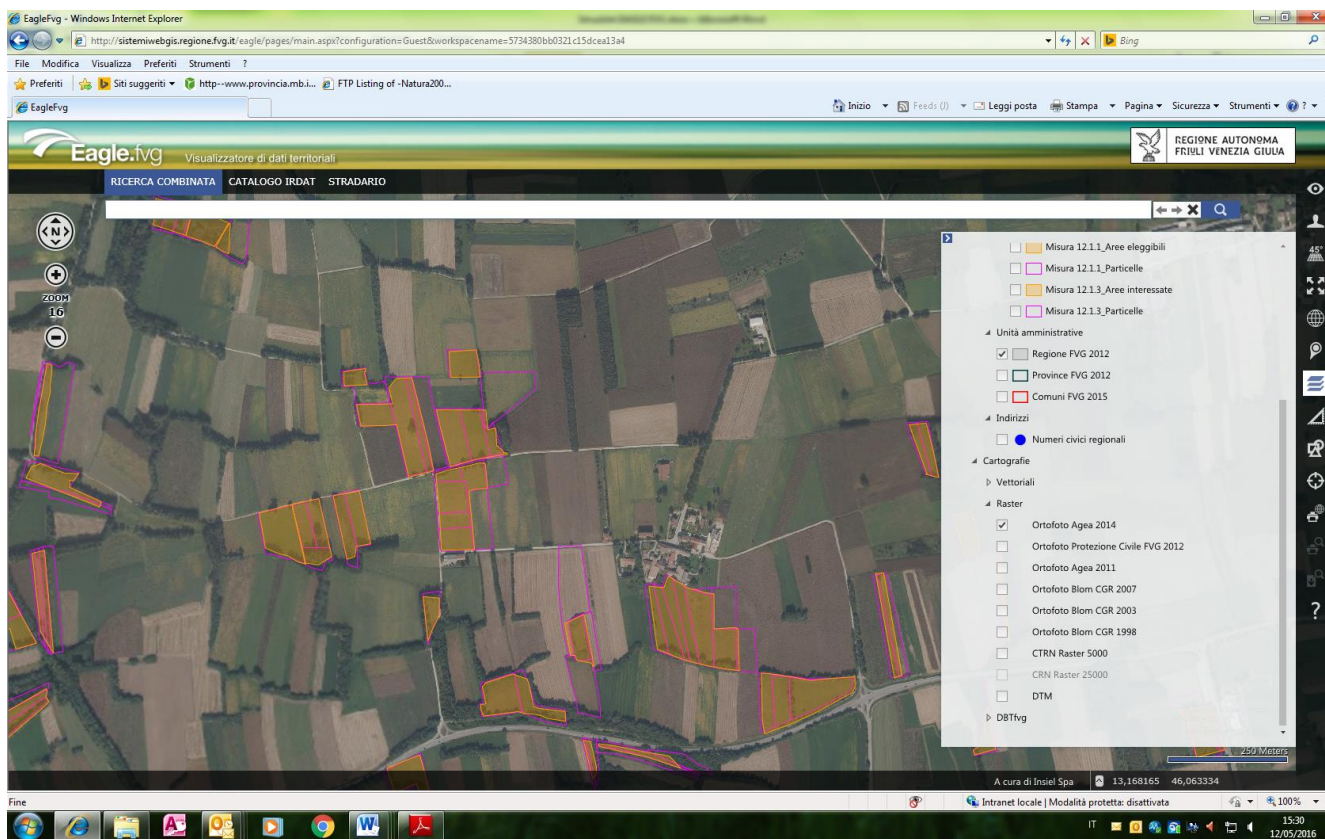 EagleFvg - Windows Internet Explorer
http://sistemiwebgis.regione.fvg.it/eagle/pages/main.aspx?configuration=Guest&workspacename=5734380bb0321c15dcea13a4
Bing
File Modifica Visualizza Preferiti Strumenti ?
Preferiti Siti suggeriti http--www.provincia.mb.i... FTP Listing of -Natura200...
EagleFvg
Inizio Feeds (J) Leggi posta Stampa Pagina Sicurezza Strumenti ?
Eagle.fvg Visualizzatore di dati territoriali
REGIONE AUTONOMA
FRIULI VENEZIA GIULIA
RICERCA COMBINATA CATALOGO IRDAT STRADARIO
N
ZOOM
16
45°
Misura 12.1.1_Aree eleggibili
Misura 12.1.1_Particelle
Misura 12.1.3_Aree interessate
Misura 12.1.3_Particelle
Unità amministrative
Regione FVG 2012
Province FVG 2012
Comuni FVG 2015
Indirizzi
Numeri civici regionali
Cartografie
Vettoriali
Raster
Ortofoto Agea 2014
Ortofoto Protezione Civile FVG 2012
Ortofoto Agea 2011
Ortofoto Blom CGR 2007
Ortofoto Blom CGR 2003
Ortofoto Blom CGR 1998
CTRN Raster 5000
CRN Raster 25000
DTM
DBTfvg
?
250 Meters
A cura di Insiel Spa 13,168165 46,063334
Fine
Intranet locale | Modalità protetta: disattivata
100%
IT
15:30
12/05/2016